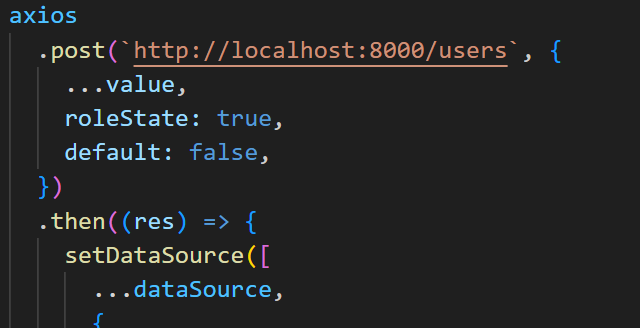 axios
.post(`http://localhost:8000/users`, {
...value,
roleState: true,
default: false,
})
.then((res) => {
setDataSource([
...dataSource,
{